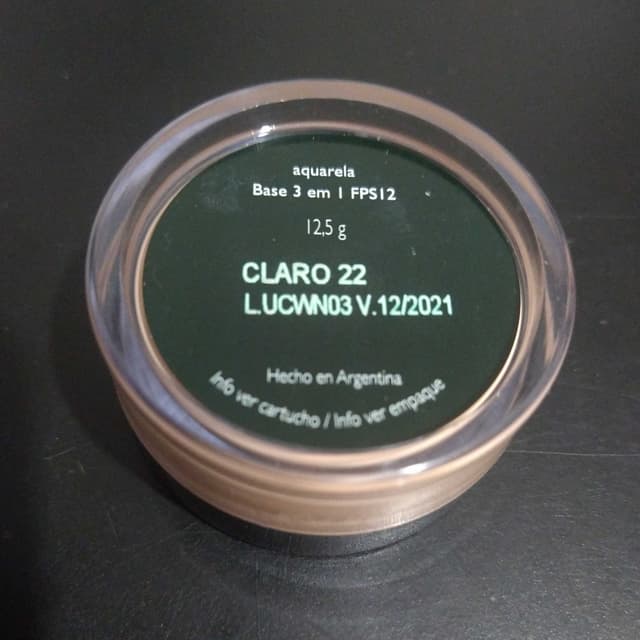 aquarela
Base 3 em 1 FPS12
12,5 g
CLARO 22
L.UCWN03 V.12/2021
Hecho en Argentina
Info ver cartucho / Info ver empaque